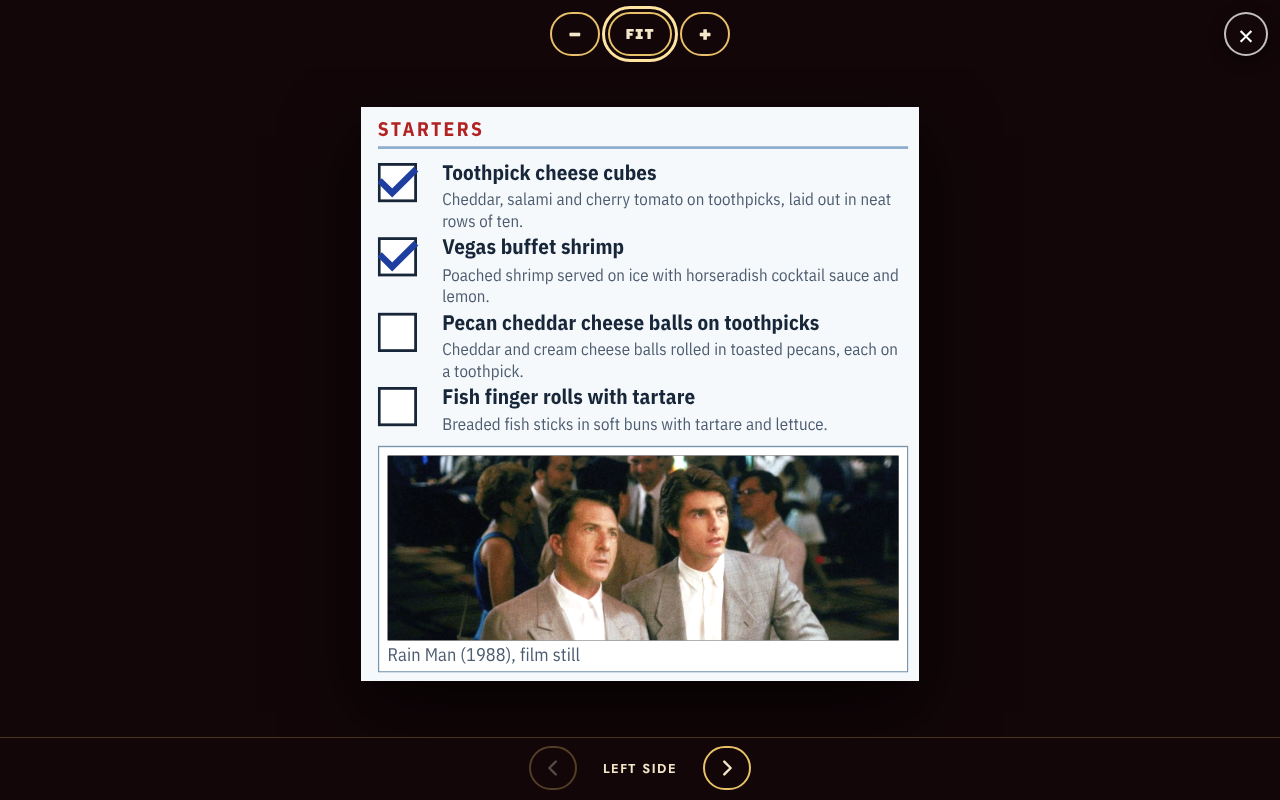 – FIT +
×
STARTERS
Toothpick cheese cubes
Cheddar, salami and cherry tomato on toothpicks, laid out in neat
rows of ten.
Vegas buffet shrimp
Poached shrimp served on ice with horseradish cocktail sauce and
lemon.
Pecan cheddar cheese balls on toothpicks
Cheddar and cream cheese balls rolled in toasted pecans, each on
a toothpick.
Fish finger rolls with tartare
Breaded fish sticks in soft buns with tartare and lettuce.
Rain Man (1988), film still
LEFT SIDE